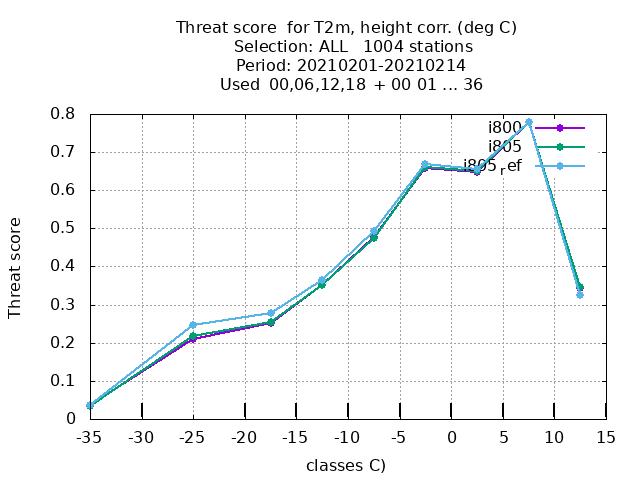 Threat score  for T2m, height corr. (deg C)
Selection: ALL   1004 stations
Period: 20210201-20210214
Used  00,06,12,18  + 00 01 ... 36
i800
i805
i805ref
0.8
0.7
0.6
0.5
0.4
0.3
0.2
0.1
0
Threat score
-35 -30 -25 -20 -15 -10 -5 0 5 10 15
classes C)